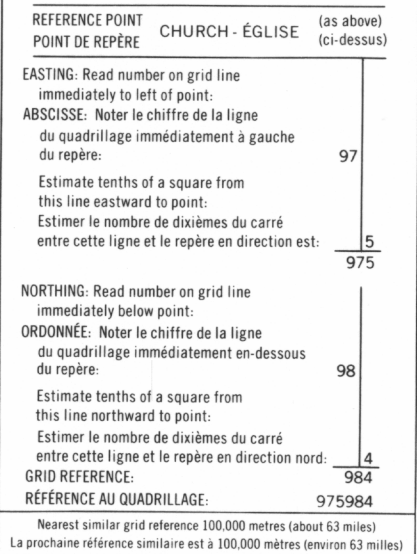 REFERENCE POINT CHURCH - ÉGLISE (as above)
POINT DE REPÈRE (ci-dessus)
EASTING: Read number on grid line
immediately to left of point:
ABSCISSE: Noter le chiffre de la ligne
du quadrillage immédiatement à gauche
du repère: 97
Estimate tenths of a square from
this line eastward to point:
Estimer le nombre de dixièmes du carré
entre cette ligne et le repère en direction est: 5
975
NORTHING: Read number on grid line
immediately below point:
ORDONNÉE: Noter le chiffre de la ligne
du quadrillage immédiatement en-dessous
du repère: 98
Estimate tenths of a square from
this line northward to point:
Estimer le nombre de dixièmes du carré
entre cette ligne et le repère en direction nord: 4
GRID REFERENCE: 984
RÉFÉRENCE AU QUADRILLAGE: 975984
Nearest similar grid reference 100,000 metres (about 63 miles)
La prochaine référence similaire est à 100,000 mètres (environ 63 milles)